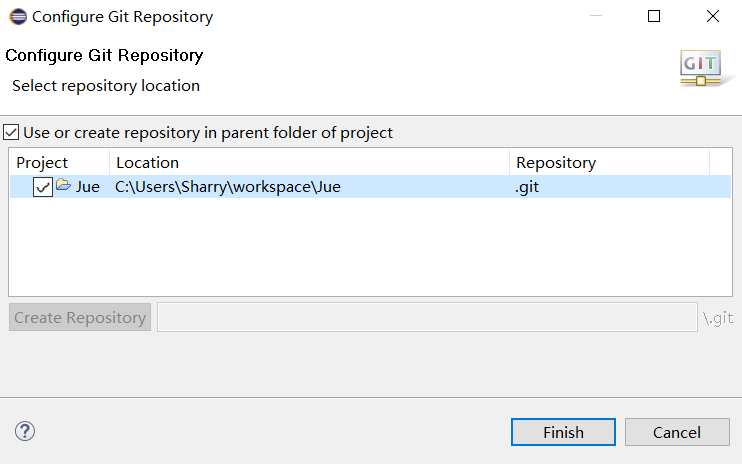 Configure Git Repository
Configure Git Repository
GIT
Select repository location
Use or create repository in parent folder of project
Project Location Repository
Jue C:\Users\Sharry\workspace\Jue .git
Create Repository \.git
? Finish Cancel